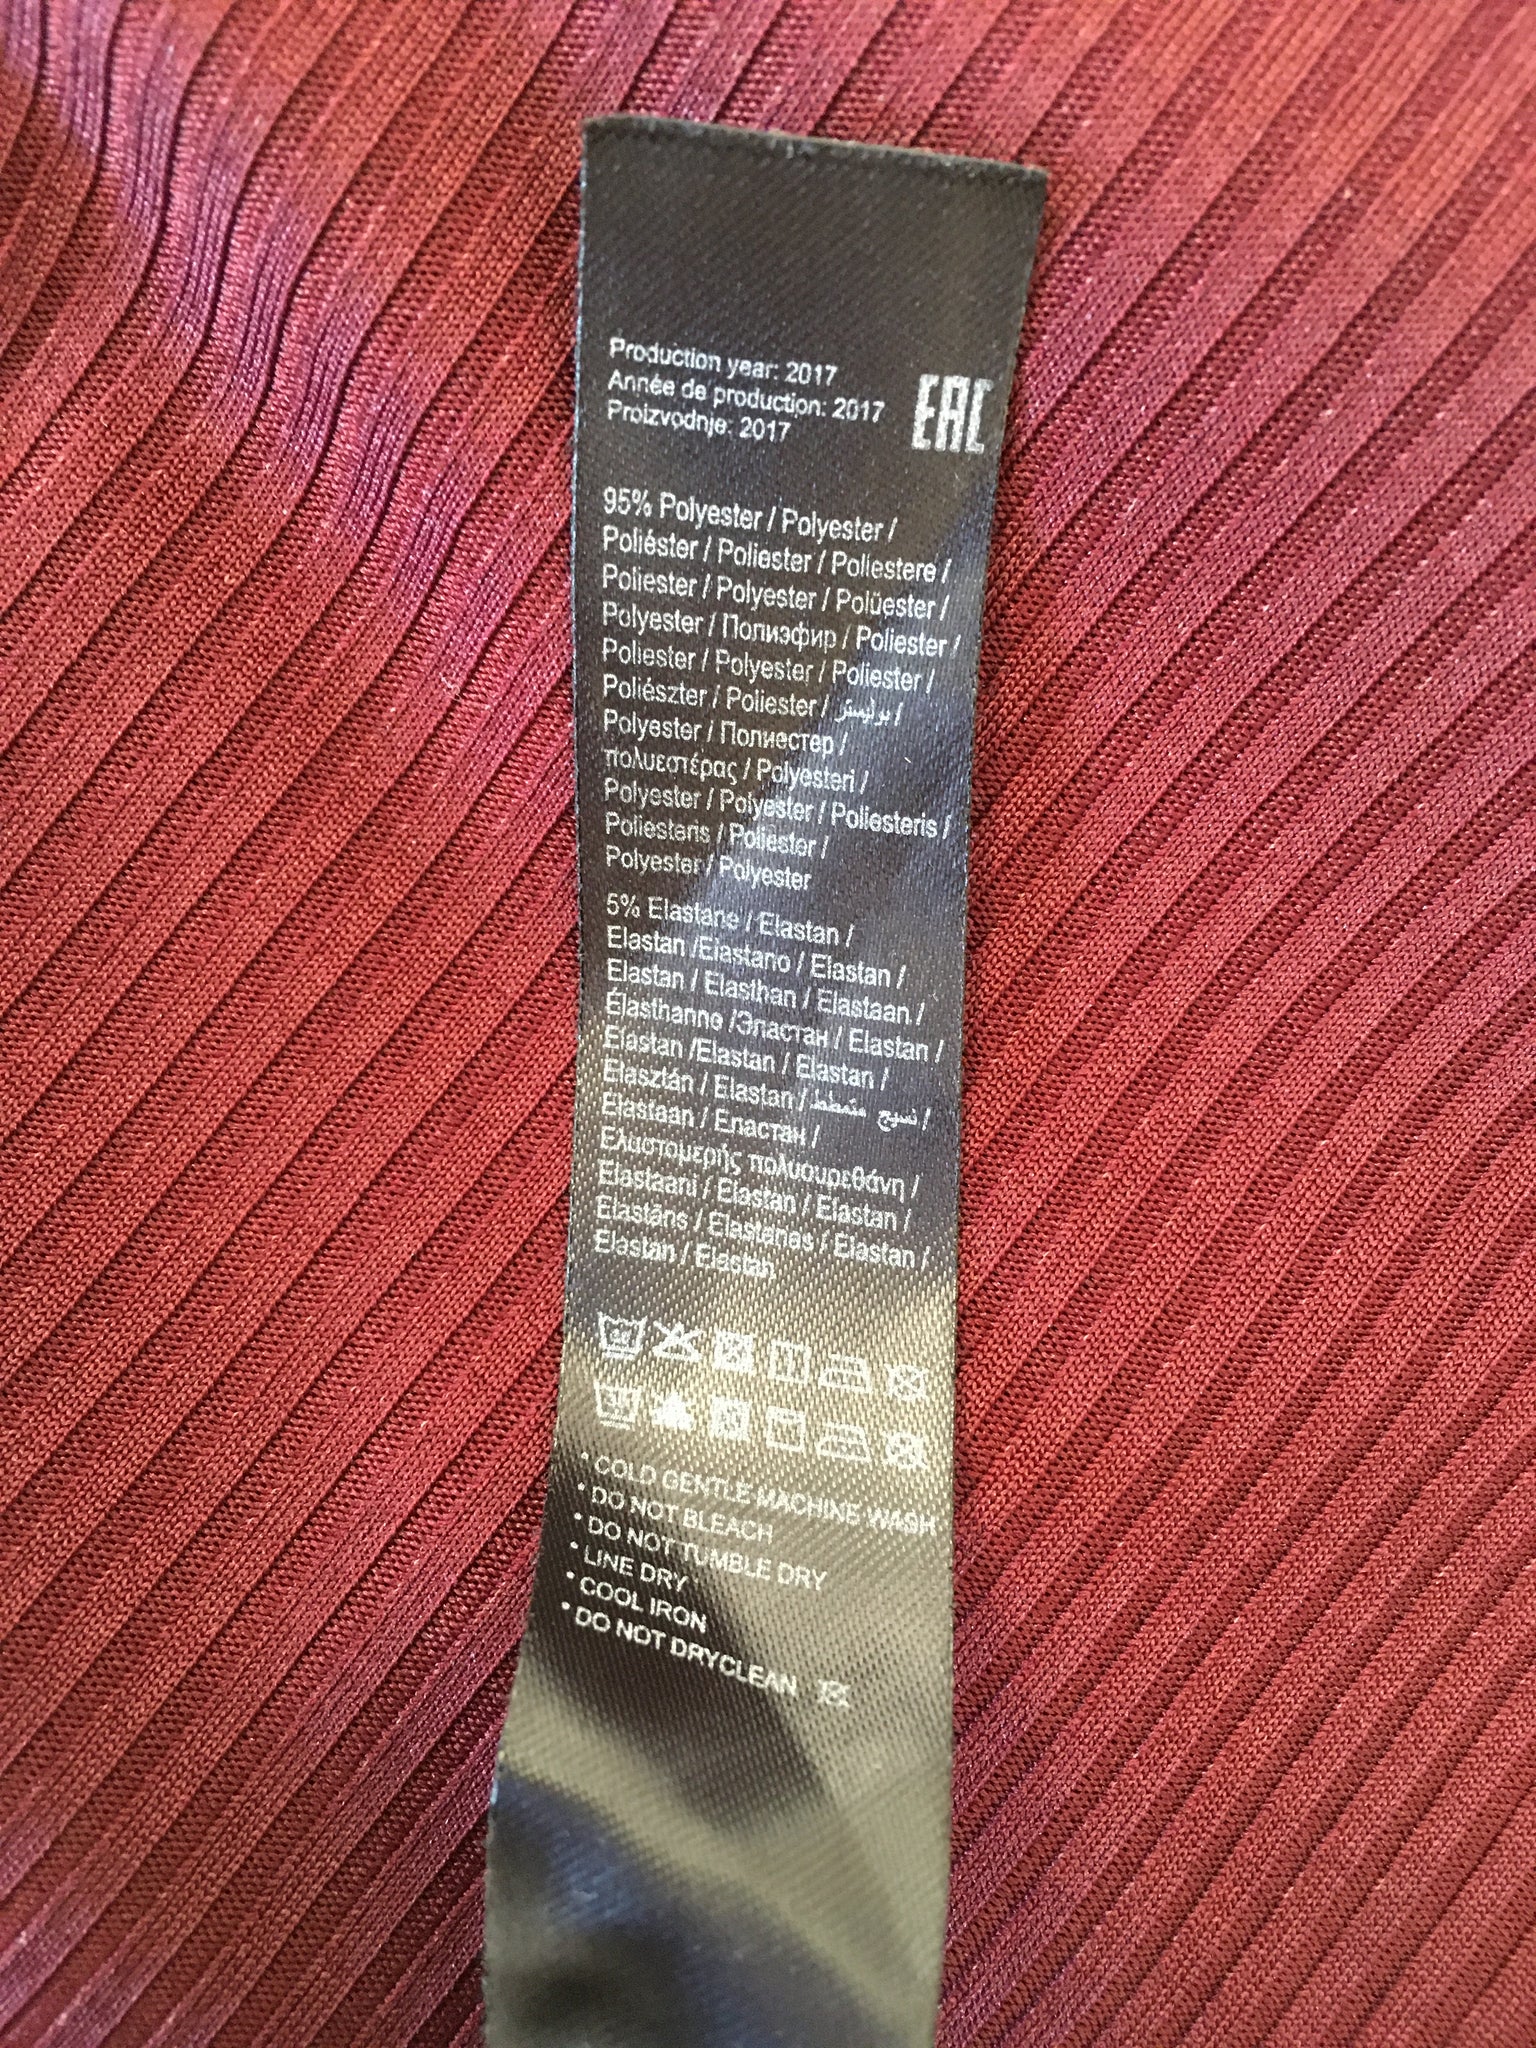 Production year: 2017
Année de production: 2017
Proizvodnje: 2017
EAC
95% Polyester / Polyester /
Poliéster / Poliester / Poliestere /
Poliester / Polyester / Polüester /
Polyester / Полиэфир / Poliester /
Poliester / Polyester / Poliester /
Poliészter / Poliester / بوليستر /
Polyester / Полиестер /
πολυεστέρας / Polyesteri /
Polyester / Polyester / Poliesteris /
Poliesteris / Poliester /
Polyester / Polyester
5% Elastane / Elastan /
Elastan /Elastano / Elastan /
Elastan / Elasthan / Elastaan /
Élasthanne /Эластан / Elastan /
Elastan /Elastan / Elastan /
Elasztán / Elastan / نسيج متمطط /
Elastaan / Еластан /
Ελαστομερής πολυουρεθάνη /
Elastaani / Elastan / Elastan /
Elastāns / Elastanas / Elastan /
Elastan / Elastan
• COLD GENTLE MACHINE WASH
• DO NOT BLEACH
• DO NOT TUMBLE DRY
• LINE DRY
• COOL IRON
• DO NOT DRYCLEAN